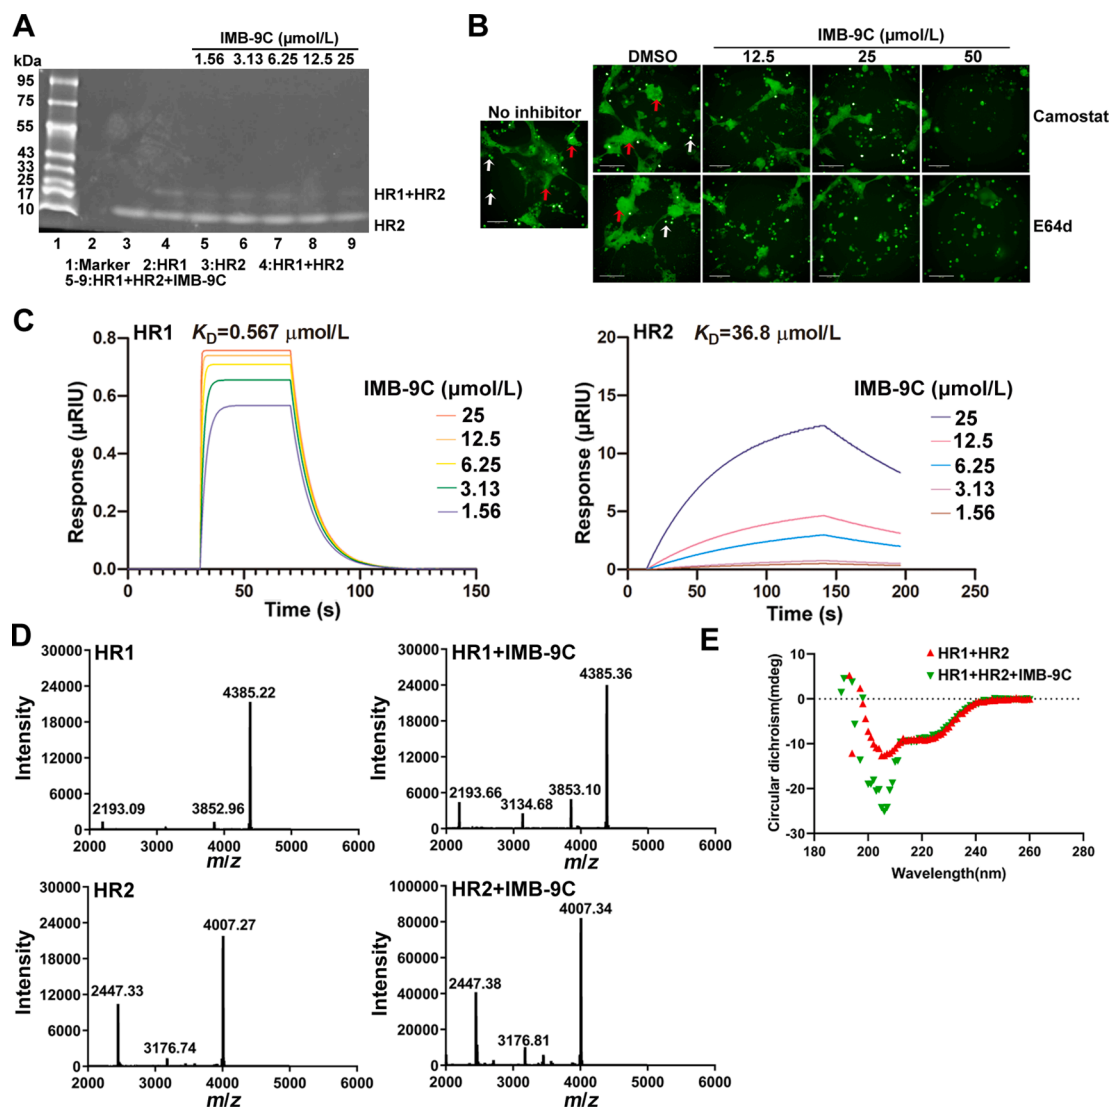 A
IMB-9C (μmol/L)
kDa
1.56 3.13 6.25 12.5 25
95
75
55
43
33
25
17
10
HR1+HR2
HR2
1 2 3 4 5 6 7 8 9
1:Marker 2:HR1 3:HR2 4:HR1+HR2
5-9:HR1+HR2+IMB-9C
B
IMB-9C (μmol/L)
DMSO 12.5 25 50
No inhibitor
Camostat
E64d
C
HR1 KD=0.567 μmol/L
Response (μRIU)
0.8
0.6
0.4
0.2
0.0
0 50 100 150
Time (s)
IMB-9C (μmol/L)
25
12.5
6.25
3.13
1.56
HR2 KD=36.8 μmol/L
Response (μRIU)
20
15
10
5
0
0 50 100 150 200 250
Time (s)
IMB-9C (μmol/L)
25
12.5
6.25
3.13
1.56
D
HR1
Intensity
30000
24000
18000
12000
6000
0
4385.22
2193.09
3852.96
2000 3000 4000 5000 6000
m/z
HR1+IMB-9C
Intensity
30000
24000
18000
12000
6000
0
4385.36
2193.66
3134.68
3853.10
2000 3000 4000 5000 6000
m/z
HR2
Intensity
30000
24000
18000
12000
6000
0
4007.27
2447.33
3176.74
2000 3000 4000 5000 6000
m/z
HR2+IMB-9C
Intensity
100000
80000
60000
40000
20000
0
4007.34
2447.38
3176.81
2000 3000 4000 5000 6000
m/z
E
HR1+HR2
HR1+HR2+IMB-9C
Circular dichroism(mdeg)
10
0
-10
-20
-30
180 200 220 240 260 280
Wavelength(nm)